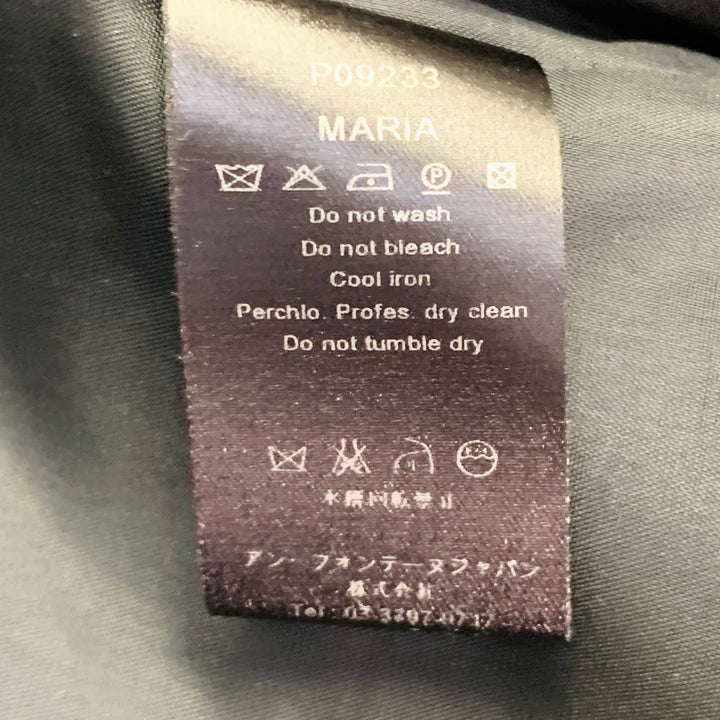 P09233
MARIA
P
Do not wash
Do not bleach
Cool iron
Perchlo. Profes. dry clean
Do not tumble dry
アン・フォンテーヌジャパン
株式会社
Tel: